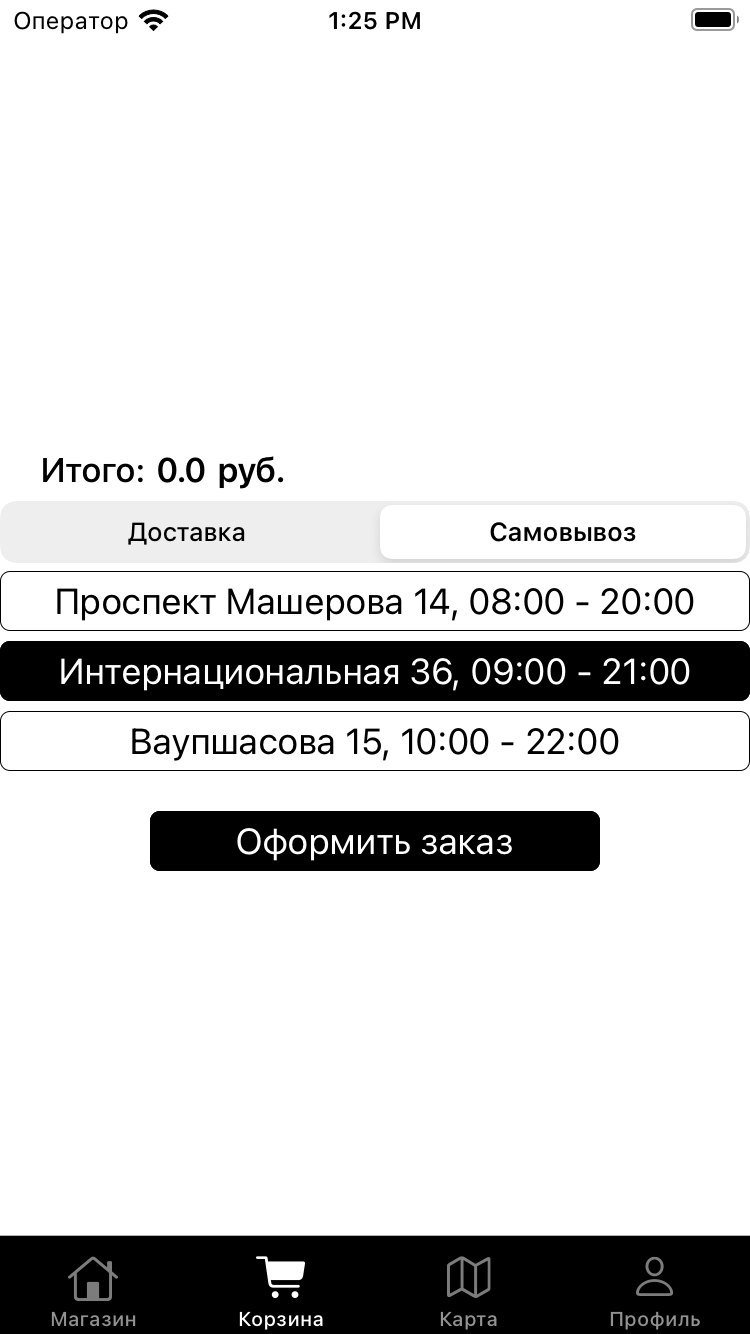 Оператор 1:25 PM
Итого: 0.0 руб.
Доставка Самовывоз
Проспект Машерова 14, 08:00 - 20:00
Интернациональная 36, 09:00 - 21:00
Ваупшасова 15, 10:00 - 22:00
Оформить заказ
Магазин Корзина Карта Профиль